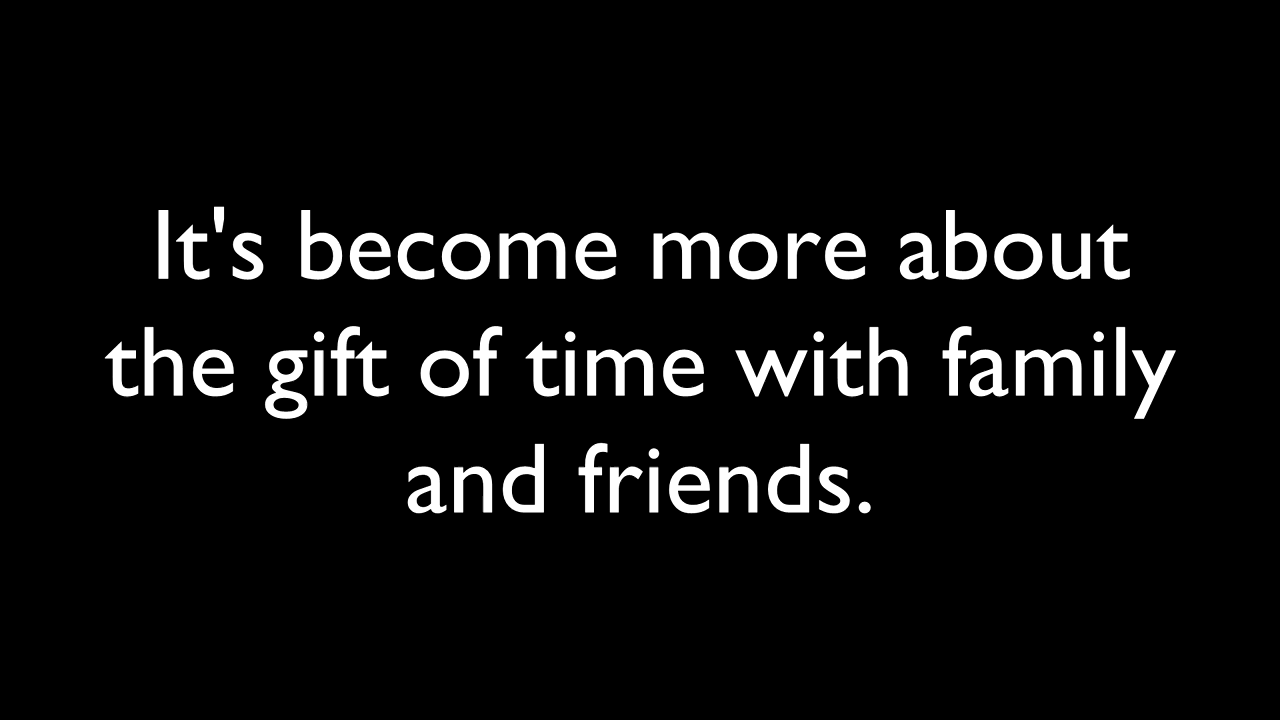 It's become more about
the gift of time with family
and friends.